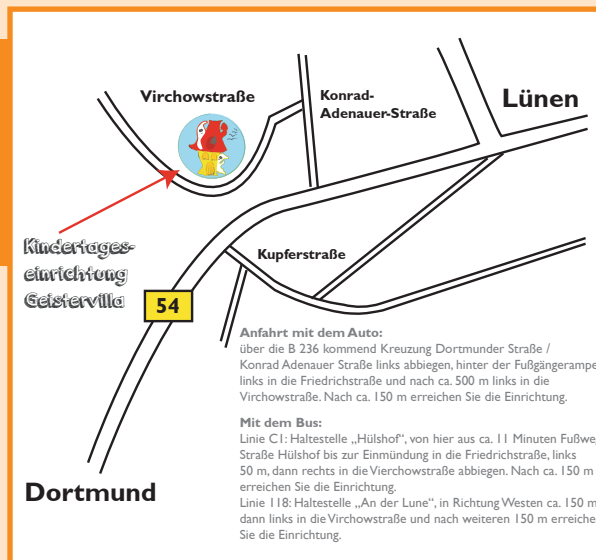 Virchowstraße
Konrad-
Adenauer-Straße
Lünen
Kindertages-
einrichtung
Geistervilla
Kupferstraße
54
Anfahrt mit dem Auto:
über die B 236 kommend Kreuzung Dortmunder Straße /
Konrad Adenauer Straße links abbiegen, hinter der Fußgängerampe
links in die Friedrichstraße und nach ca. 500 m links in die
Virchowstraße. Nach ca. 150 m erreichen Sie die Einrichtung.
Mit dem Bus:
Linie C1: Haltestelle „Hülshof“, von hier aus ca. 11 Minuten Fußwe
Straße Hülshof bis zur Einmündung in die Friedrichstraße, links
50 m, dann rechts in die Vierchowstraße abbiegen. Nach ca. 150 m
erreichen Sie die Einrichtung.
Linie 118: Haltestelle „An der Lune“, in Richtung Westen ca. 150 m
dann links in die Virchowstraße und nach weiteren 150 m erreiche
Sie die Einrichtung.
Dortmund